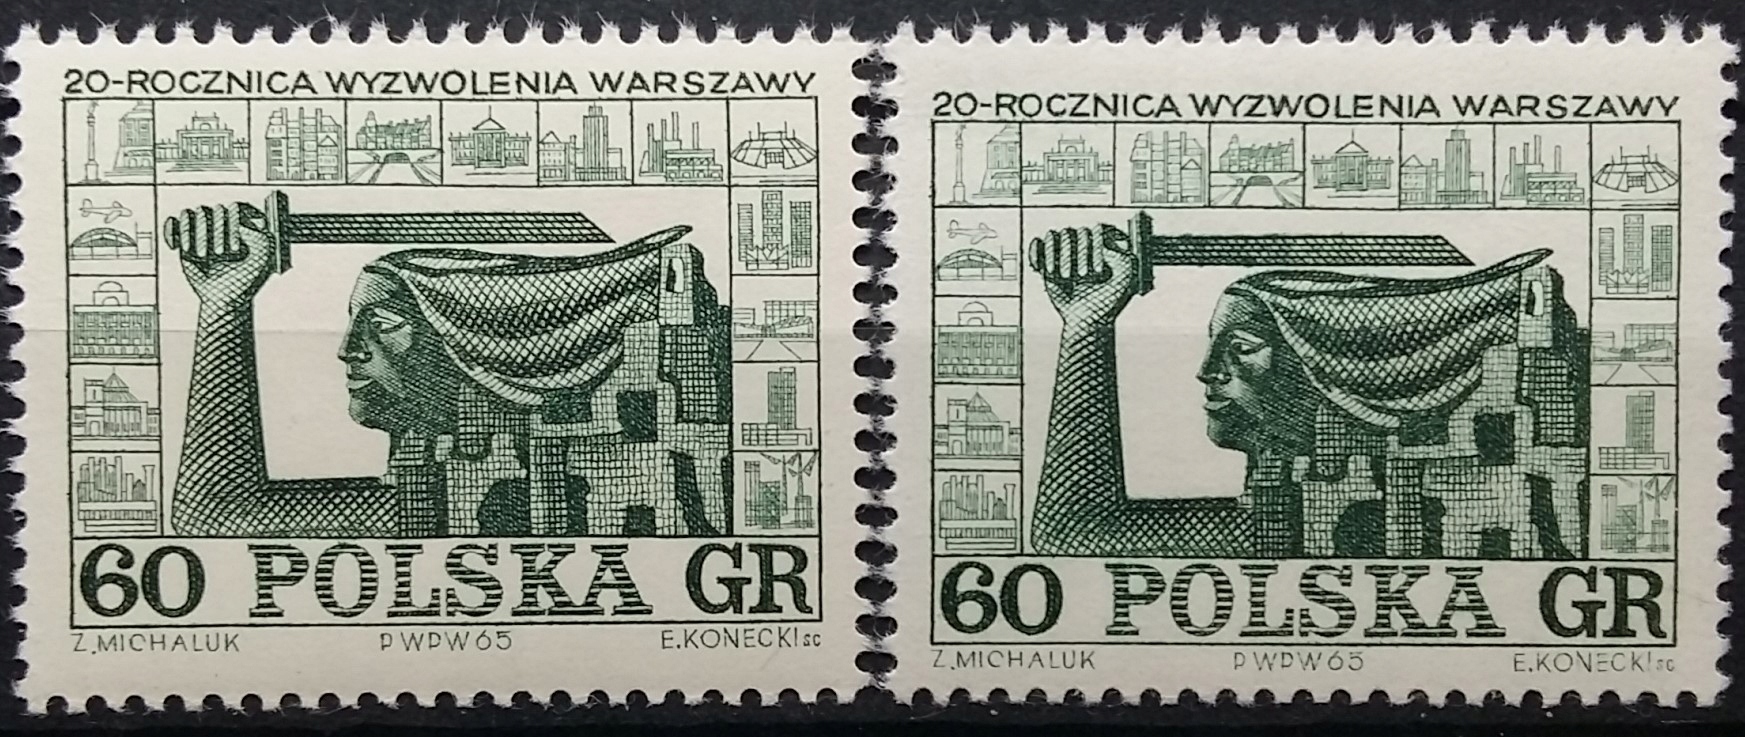 20-ROCZNICA WYZWOLENIA WARSZAWY
60 POLSKA GR
Z.MICHALUK PWPW65 E.KONECKI sc
20-ROCZNICA WYZWOLENIA WARSZAWY
60 POLSKA GR
Z.MICHALUK PWPW65 E.KONECKI sc